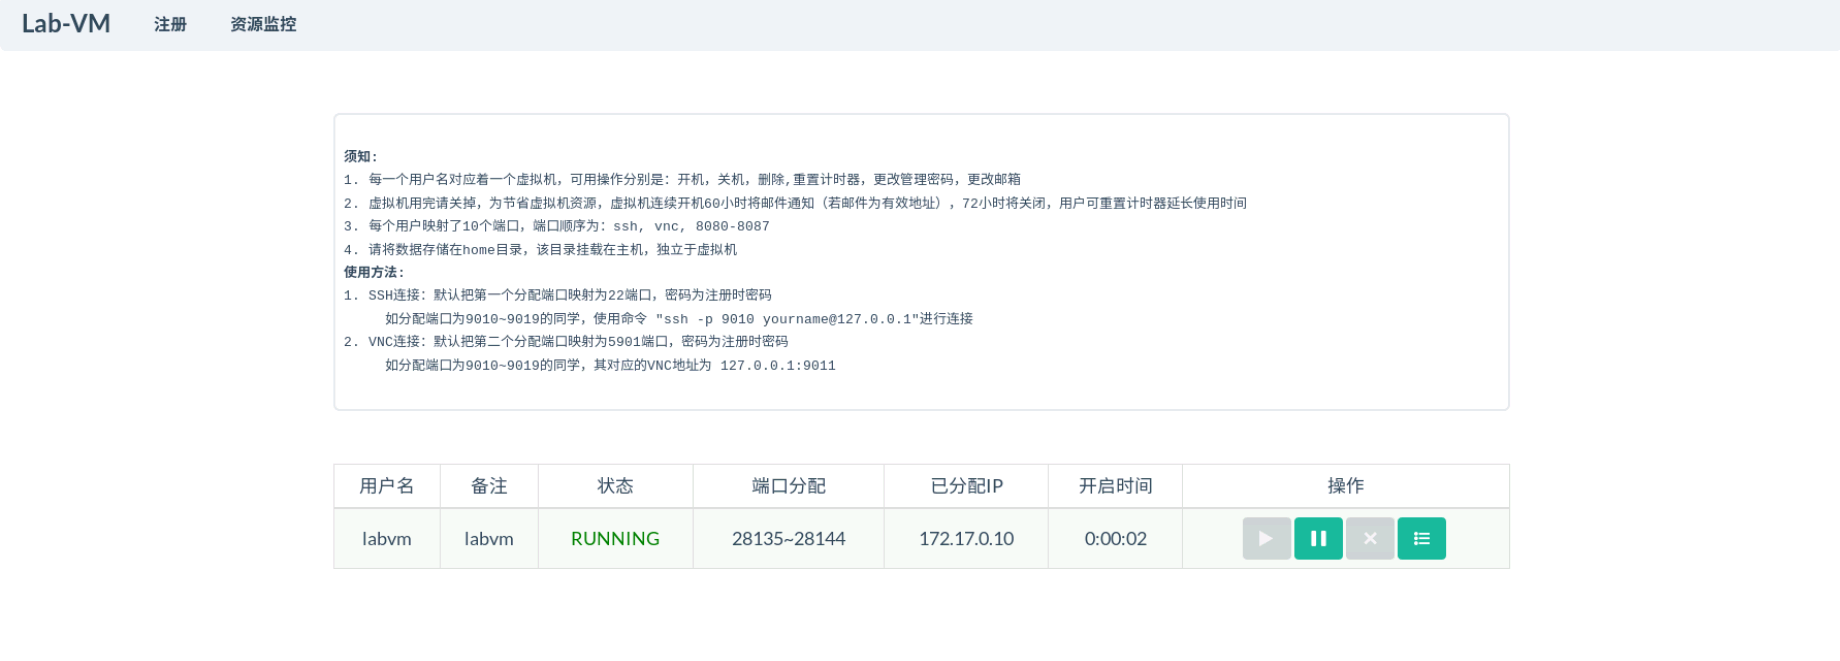 Lab-VM 注册 资源监控
须知:
1. 每一个用户名对应着一个虚拟机，可用操作分别是：开机，关机，删除,重置计时器，更改管理密码，更改邮箱
2. 虚拟机用完请关掉，为节省虚拟机资源，虚拟机连续开机60小时将邮件通知（若邮件为有效地址），72小时将关闭，用户可重置计时器延长使用时间
3. 每个用户映射了10个端口，端口顺序为：ssh, vnc, 8080-8087
4. 请将数据存储在home目录，该目录挂载在主机，独立于虚拟机
使用方法:
1. SSH连接：默认把第一个分配端口映射为22端口，密码为注册时密码
如分配端口为9010~9019的同学，使用命令 "ssh -p 9010 yourname@127.0.0.1"进行连接
2. VNC连接：默认把第二个分配端口映射为5901端口，密码为注册时密码
如分配端口为9010~9019的同学，其对应的VNC地址为 127.0.0.1:9011
用户名 备注 状态 端口分配 已分配IP 开启时间 操作
labvm labvm RUNNING 28135~28144 172.17.0.10 0:00:02